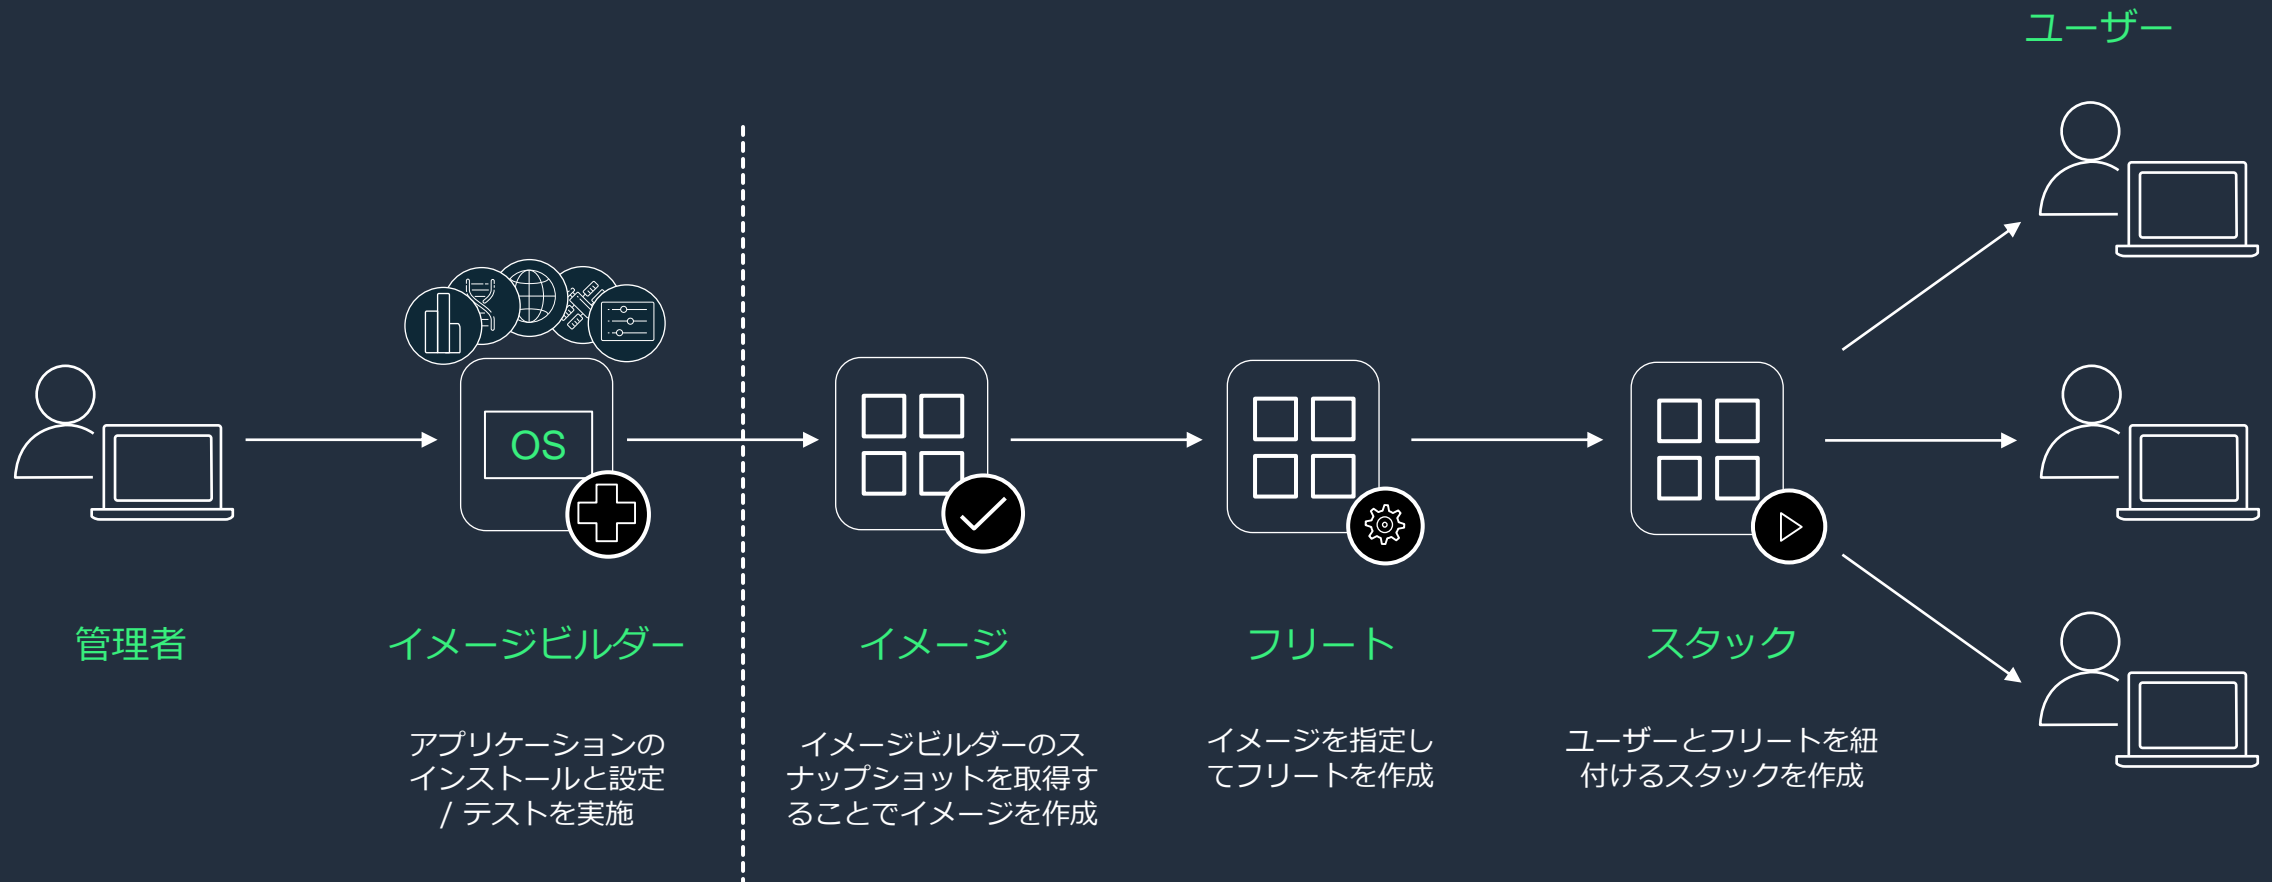 ユーザー
OS
管理者
イメージビルダー
イメージ
フリート
スタック
アプリケーションの
インストールと設定
/ テストを実施
イメージビルダーのス
ナップショットを取得す
ることでイメージを作成
イメージを指定し
てフリートを作成
ユーザーとフリートを紐
付けるスタックを作成